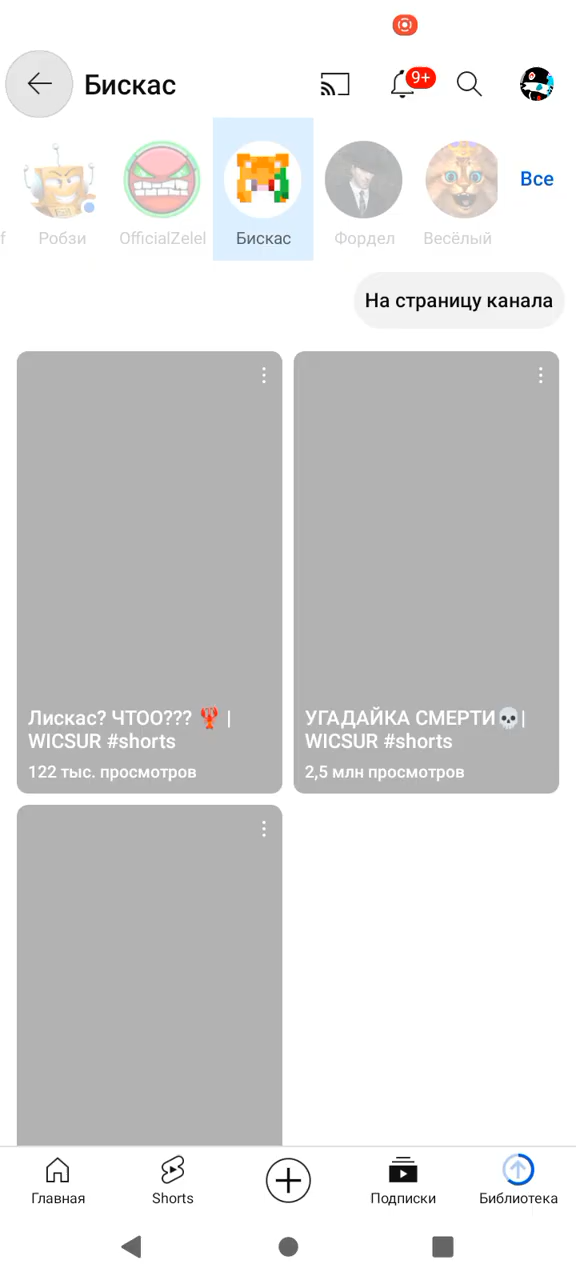 9+
Бискас
f
Робзи
OfficialZelel
Бискас
Фордел
Весёлый
Все
На страницу канала
Лискас? ЧТОО??? 🦞 |
WICSUR #shorts
122 тыс. просмотров
УГАДАЙКА СМЕРТИ💀|
WICSUR #shorts
2,5 млн просмотров
Главная
Shorts
Подписки
Библиотека